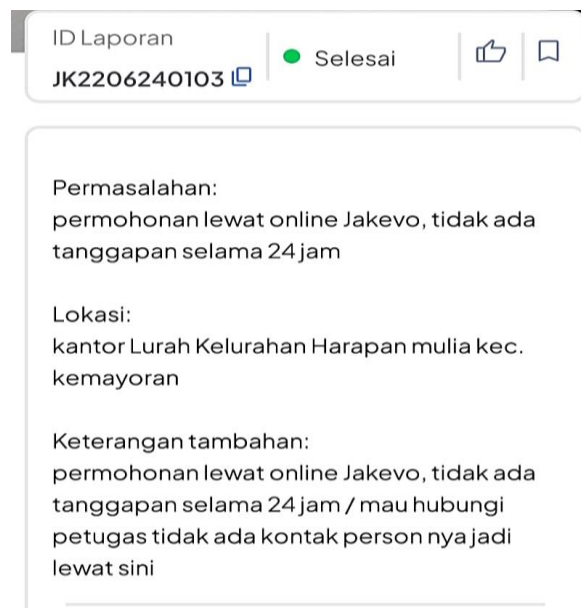 ID Laporan
JK2206240103
Selesai
Permasalahan:
permohonan lewat online Jakevo, tidak ada
tanggapan selama 24 jam
Lokasi:
kantor Lurah Kelurahan Harapan mulia kec.
kemayoran
Keterangan tambahan:
permohonan lewat online Jakevo, tidak ada
tanggapan selama 24 jam / mau hubungi
petugas tidak ada kontak person nya jadi
lewat sini